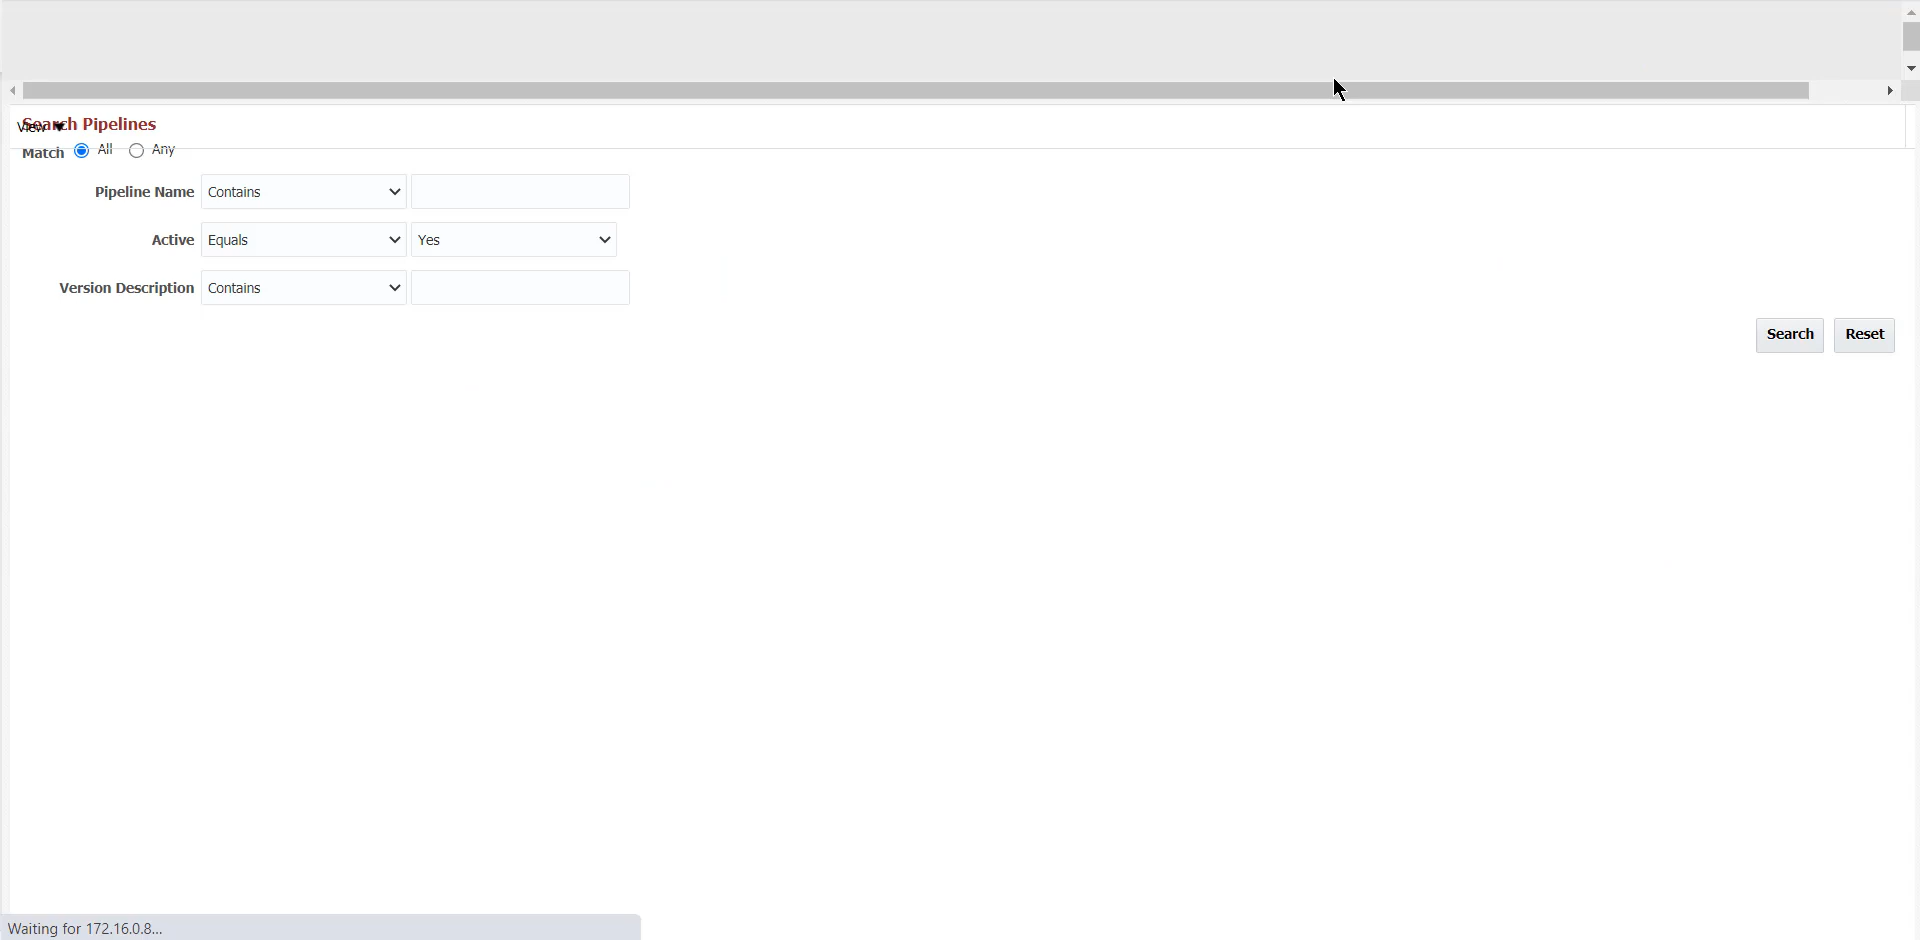 Search Pipelines
View
Match All Any
Pipeline Name Contains
Active Equals Yes
Version Description Contains
Search Reset
Waiting for 172.16.0.8...